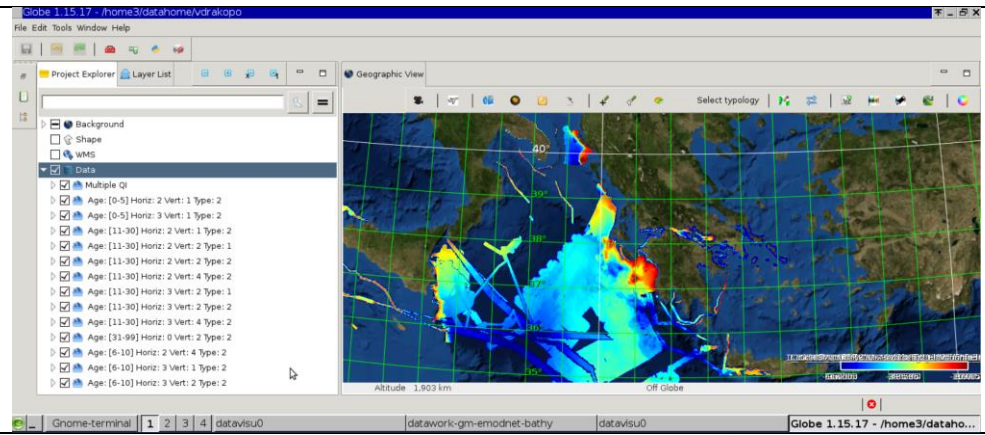 Globe 1.15.17 - /home3/datahome/vdrakopo
File Edit Tools Window Help
Project Explorer Layer List
Geographic View
Select typology
Background
Shape
WMS
Data
Multiple QI
Age: [0-5] Horiz: 2 Vert: 1 Type: 2
Age: [0-5] Horiz: 3 Vert: 1 Type: 2
Age: [11-30] Horiz: 2 Vert: 1 Type: 2
Age: [11-30] Horiz: 2 Vert: 2 Type: 1
Age: [11-30] Horiz: 2 Vert: 2 Type: 2
Age: [11-30] Horiz: 2 Vert: 4 Type: 2
Age: [11-30] Horiz: 3 Vert: 2 Type: 1
Age: [11-30] Horiz: 3 Vert: 2 Type: 2
Age: [11-30] Horiz: 3 Vert: 4 Type: 2
Age: [31-99] Horiz: 0 Vert: 2 Type: 2
Age: [6-10] Horiz: 2 Vert: 4 Type: 2
Age: [6-10] Horiz: 3 Vert: 1 Type: 2
Age: [6-10] Horiz: 3 Vert: 2 Type: 2
40°
39°
38°
37°
36°
35°
Altitude 1,903 km Off Globe
Gnome-terminal 1 2 3 4 datavisu0 datawork-gm-emodnet-bathy datavisu0 Globe 1.15.17 - /home3/dataho...